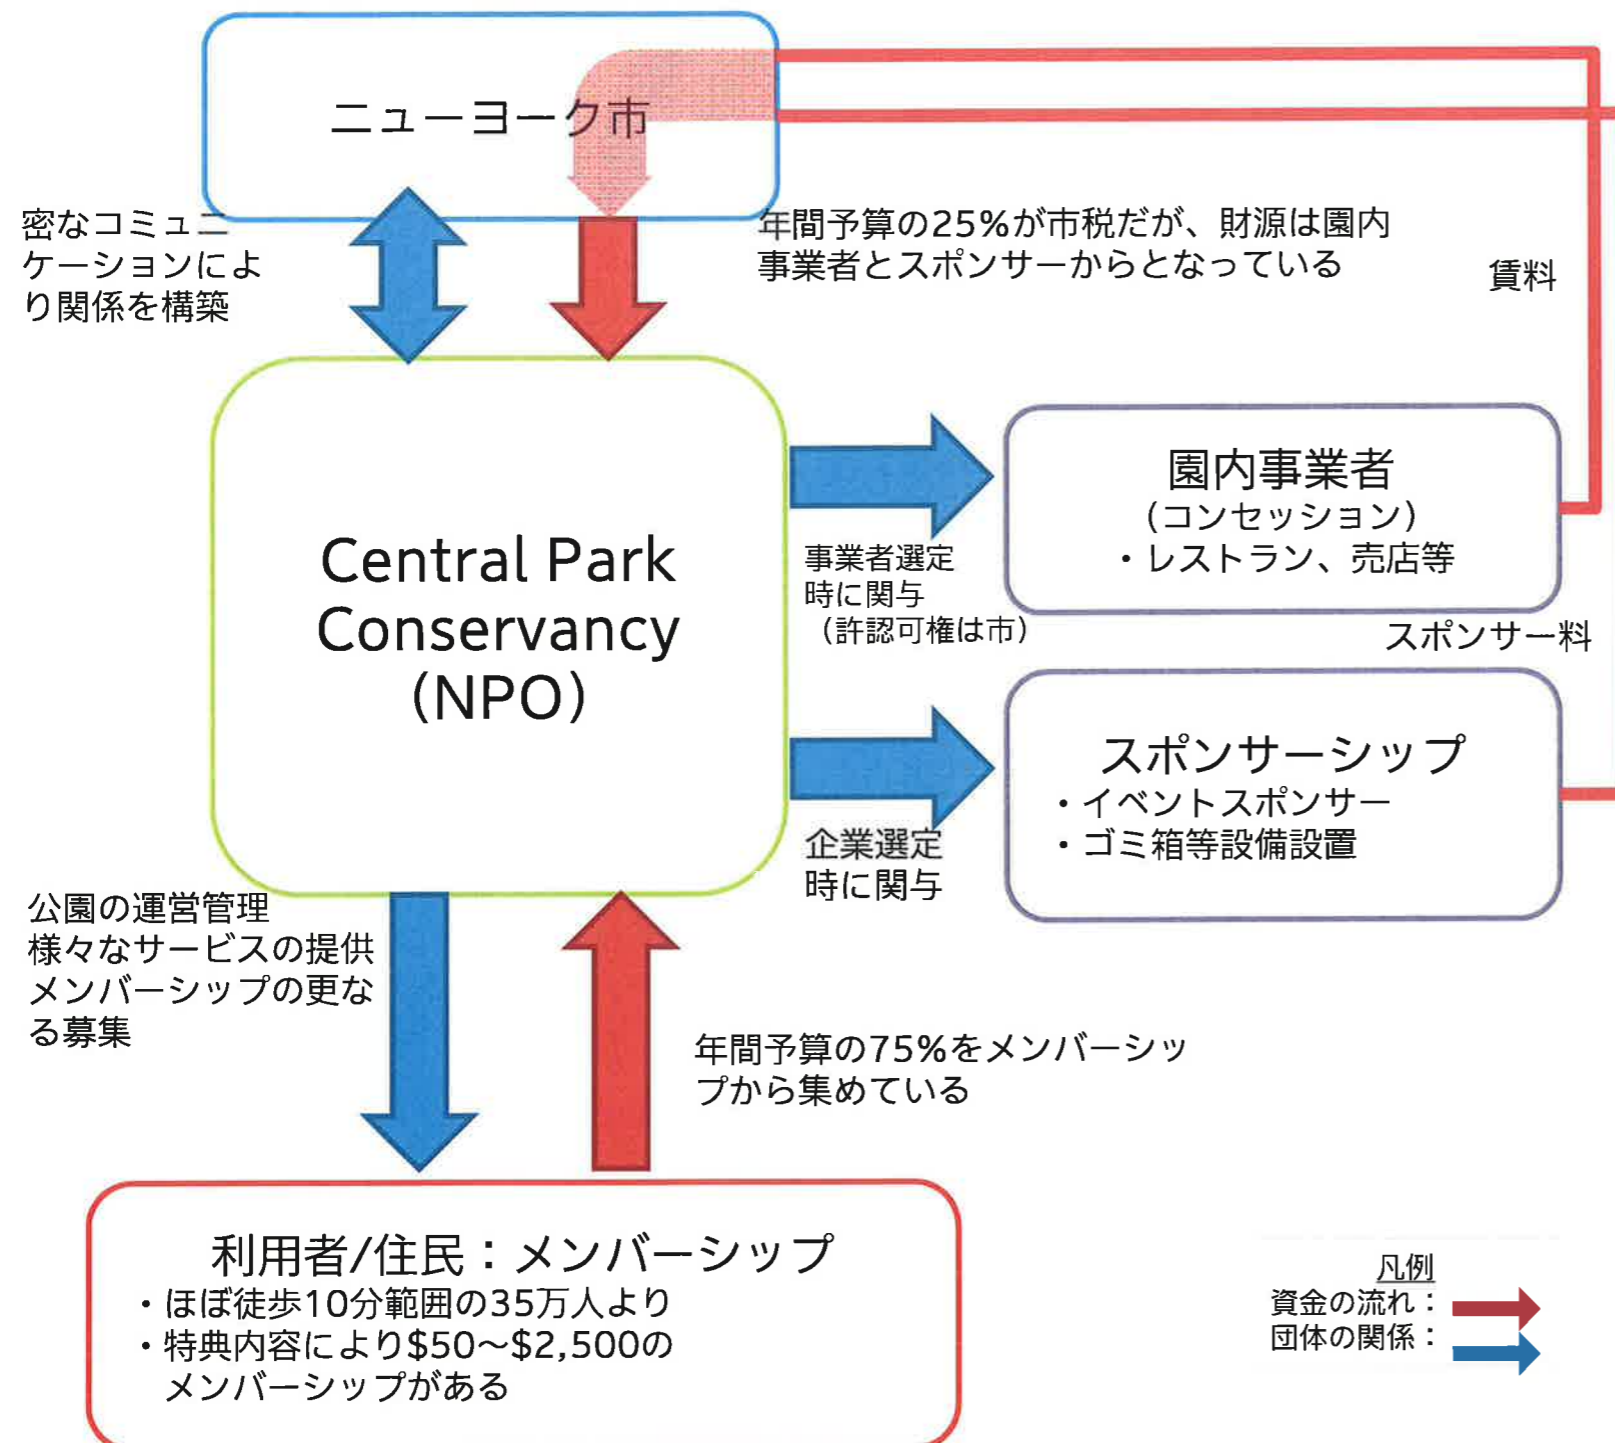 ニューヨーク市
密なコミュニ
ケーションによ
り関係を構築
年間予算の25%が市税だが、財源は園内
事業者とスポンサーからとなっている
賃料
Central Park
Conservancy
(NPO)
園内事業者
(コンセッション)
・レストラン、売店等
事業者選定
時に関与
(許認可権は市)
スポンサー料
スポンサーシップ
・イベントスポンサー
・ゴミ箱等設備設置
企業選定
時に関与
公園の運営管理
様々なサービスの提供
メンバーシップの更な
る募集
年間予算の75%をメンバーシッ
プから集めている
利用者/住民：メンバーシップ
・ほぼ徒歩10分範囲の35万人より
・特典内容により$50～$2,500の
メンバーシップがある
凡例
資金の流れ：
団体の関係：